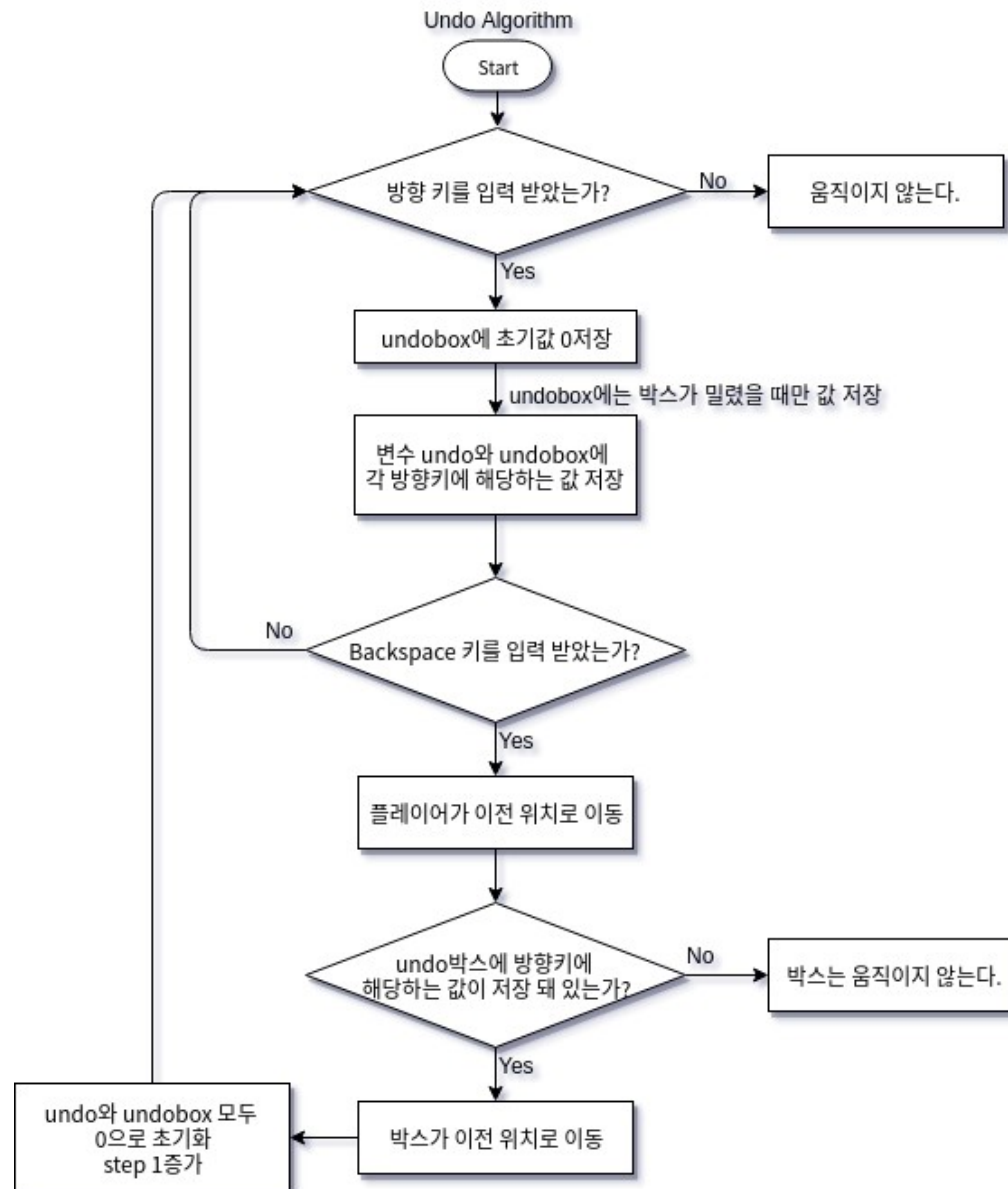 Undo Algorithm
Start
방향 키를 입력 받았는가?
No
움직이지 않는다.
Yes
undobox에 초기값 0저장
undobox에는 박스가 밀렸을 때만 값 저장
변수 undo와 undobox에
각 방향키에 해당하는 값 저장
No
Backspace 키를 입력 받았는가?
Yes
플레이어가 이전 위치로 이동
undo박스에 방향키에
해당하는 값이 저장 돼 있는가?
No
박스는 움직이지 않는다.
Yes
박스가 이전 위치로 이동
undo와 undobox 모두
0으로 초기화
step 1증가